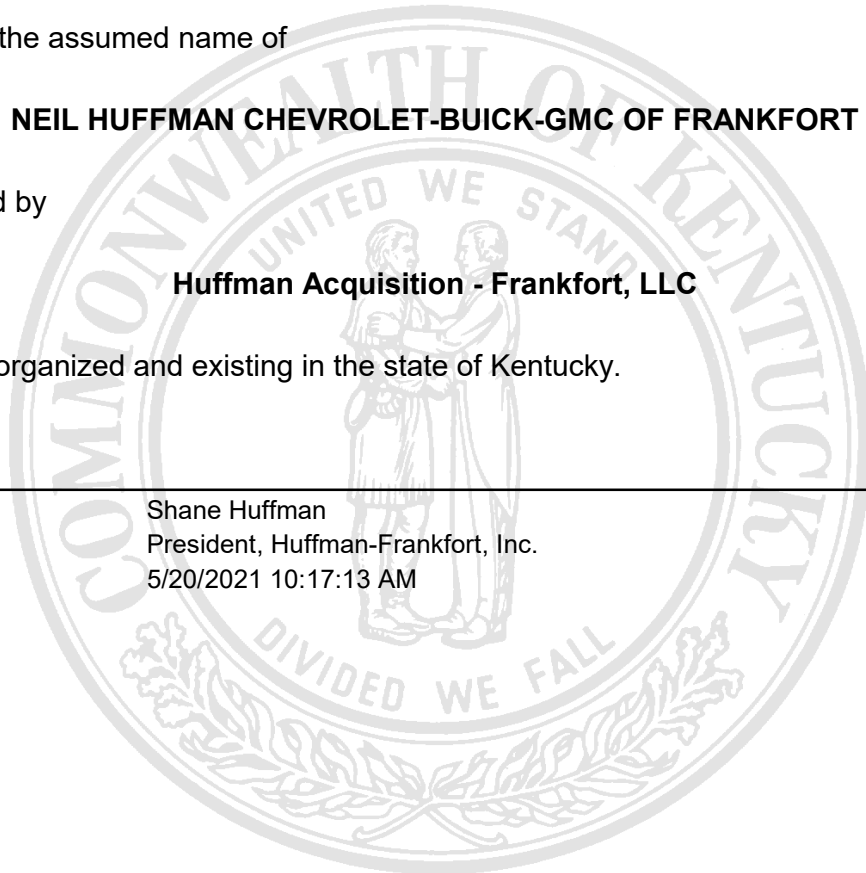 the assumed name of
NEIL HUFFMAN CHEVROLET-BUICK-GMC OF FRANKFORT
d by
Huffman Acquisition - Frankfort, LLC
organized and existing in the state of Kentucky.
Shane Huffman
President, Huffman-Frankfort, Inc.
5/20/2021 10:17:13 AM
COMMONWEALTH OF KENTUCKY
UNITED WE STAND
DIVIDED WE FALL